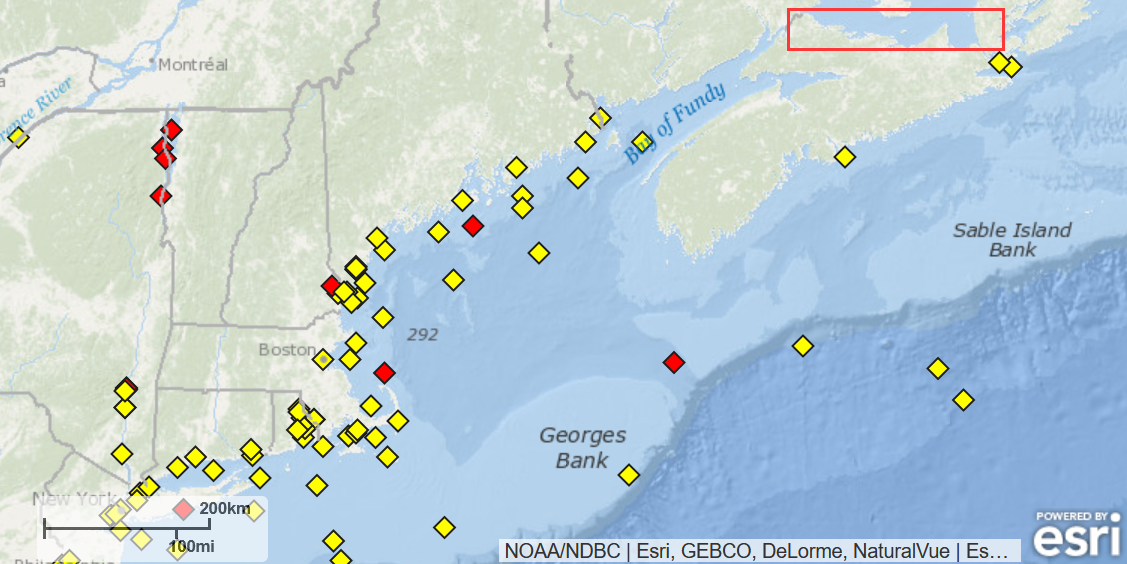 Montréal
a
rence River
Bay of Fundy
Sable Island
Bank
292
Boston
Georges
Bank
New York
200km
100mi
Philadelphia
NOAA/NDBC | Esri, GEBCO, DeLorme, NaturalVue | Es…
POWERED BY
esri